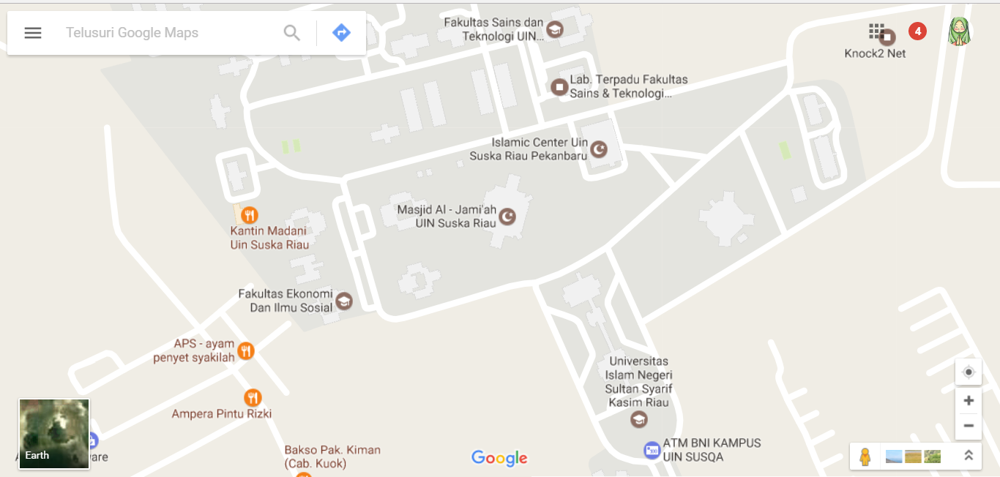 Telusuri Google Maps
Fakultas Sains dan
Teknologi UIN...
4
Knock2 Net
Lab. Terpadu Fakultas
Sains & Teknologi...
Islamic Center Uin
Suska Riau Pekanbaru
Masjid Al - Jami'ah
UIN Suska Riau
Kantin Madani
Uin Suska Riau
Fakultas Ekonomi
Dan Ilmu Sosial
APS - ayam
penyet syakilah
Universitas
Islam Negeri
Sultan Syarif
Kasim Riau
Ampera Pintu Rizki
ATM BNI KAMPUS
UIN SUSQA
Bakso Pak. Kiman
(Cab. Kuok)
Earth
Google